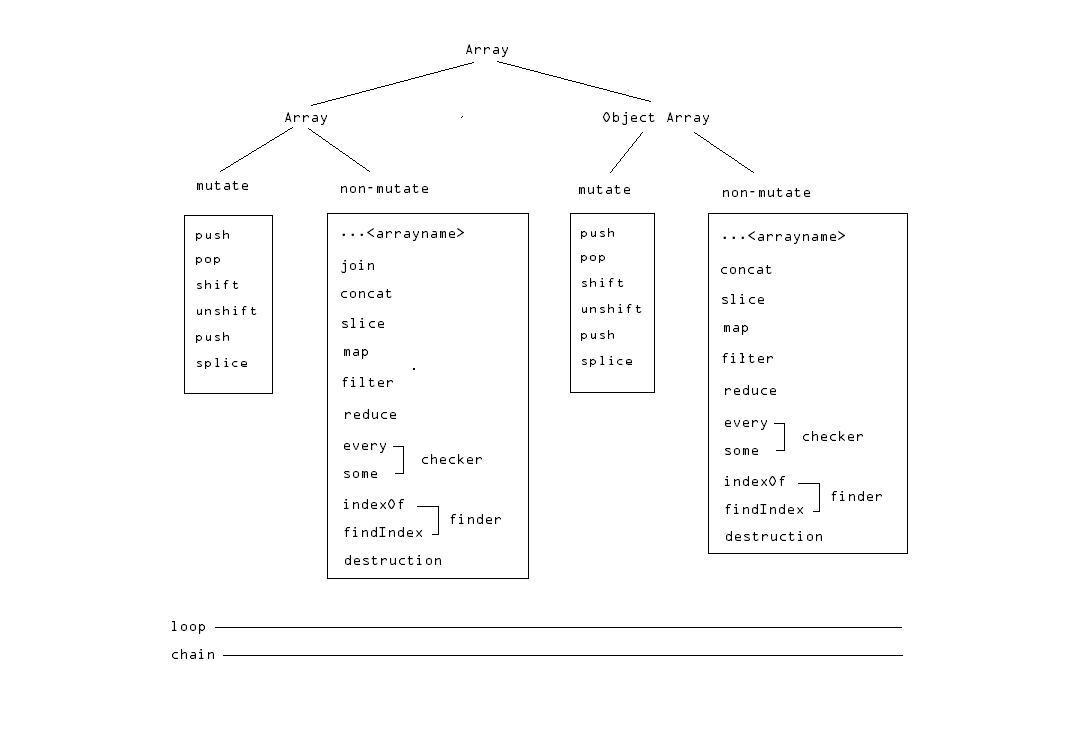 Array
Array
Object Array
mutate
non-mutate
mutate
non-mutate
push
pop
shift
unshift
push
splice
...<arrayname>
join
concat
slice
map
filter
reduce
every
some
checker
indexOf
findIndex
finder
destruction
push
pop
shift
unshift
push
splice
...<arrayname>
concat
slice
map
filter
reduce
every
some
checker
indexOf
findIndex
finder
destruction
loop
chain